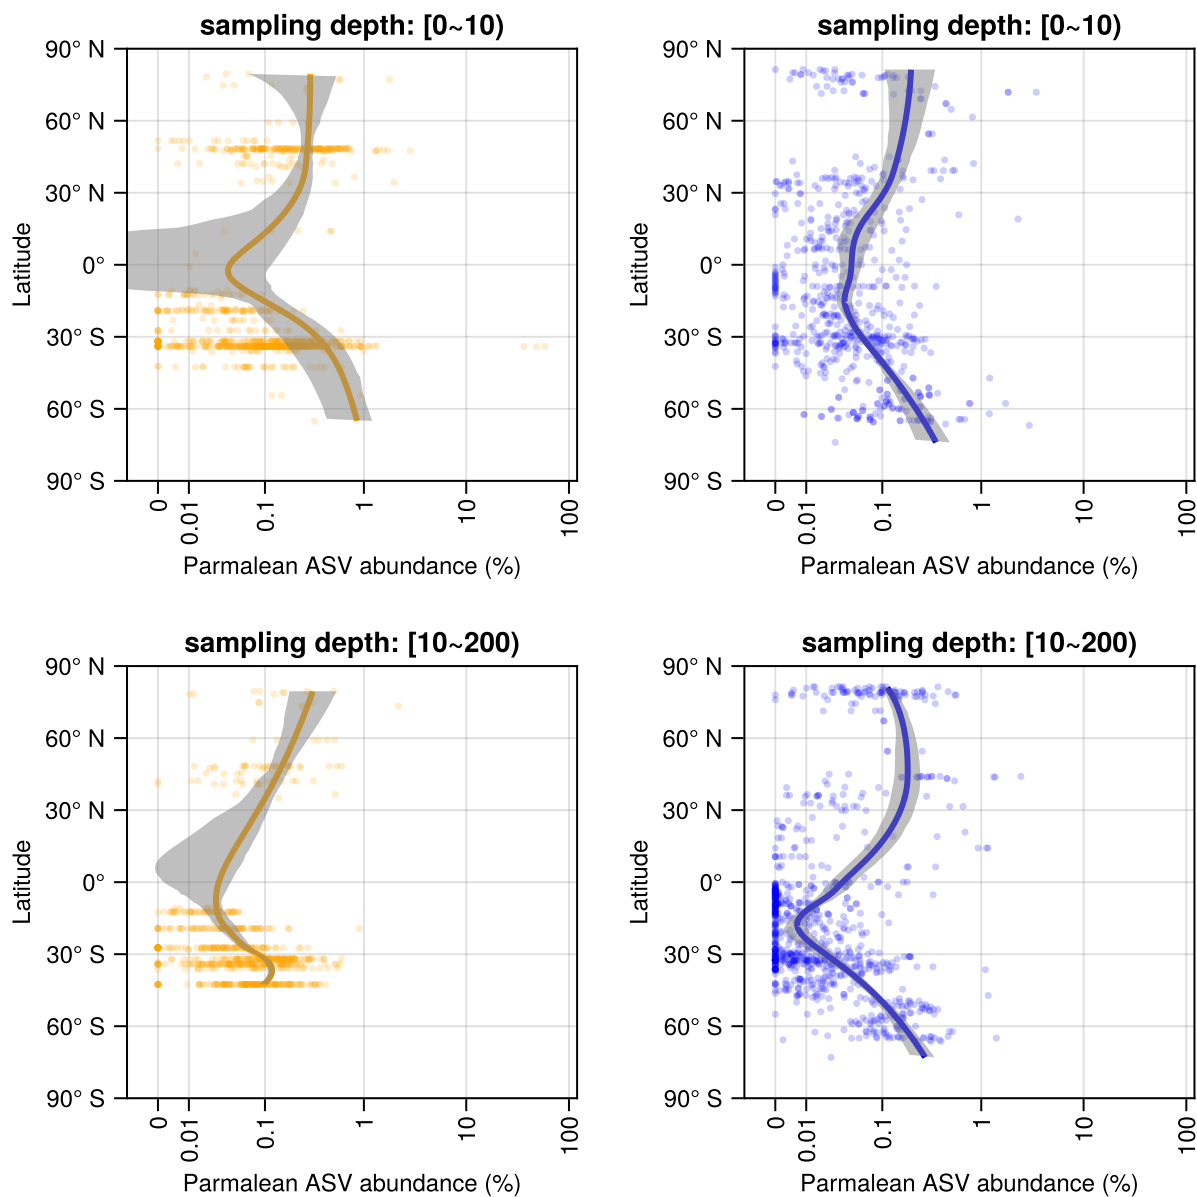 sampling depth: [0~10)
90° N
60° N
30° N
0°
30° S
60° S
90° S
Latitude
0
0.01
0.1
1
10
100
Parmalean ASV abundance (%)
sampling depth: [0~10)
90° N
60° N
30° N
0°
30° S
60° S
90° S
Latitude
0
0.01
0.1
1
10
100
Parmalean ASV abundance (%)
sampling depth: [10~200)
90° N
60° N
30° N
0°
30° S
60° S
90° S
Latitude
0
0.01
0.1
1
10
100
Parmalean ASV abundance (%)
sampling depth: [10~200)
90° N
60° N
30° N
0°
30° S
60° S
90° S
Latitude
0
0.01
0.1
1
10
100
Parmalean ASV abundance (%)